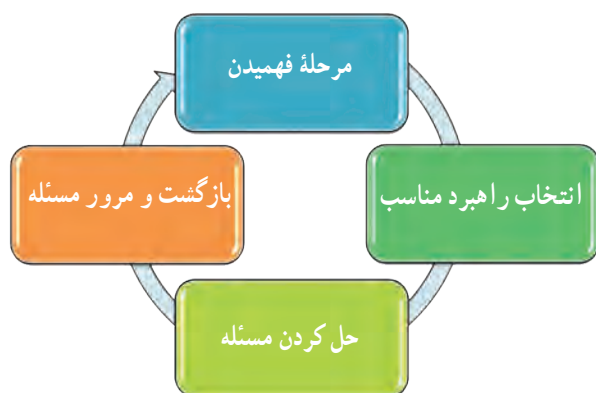 مرحلهٔ فهمیدن
انتخاب راهبرد مناسب
حل کردن مسئله
بازگشت و مرور مسئله